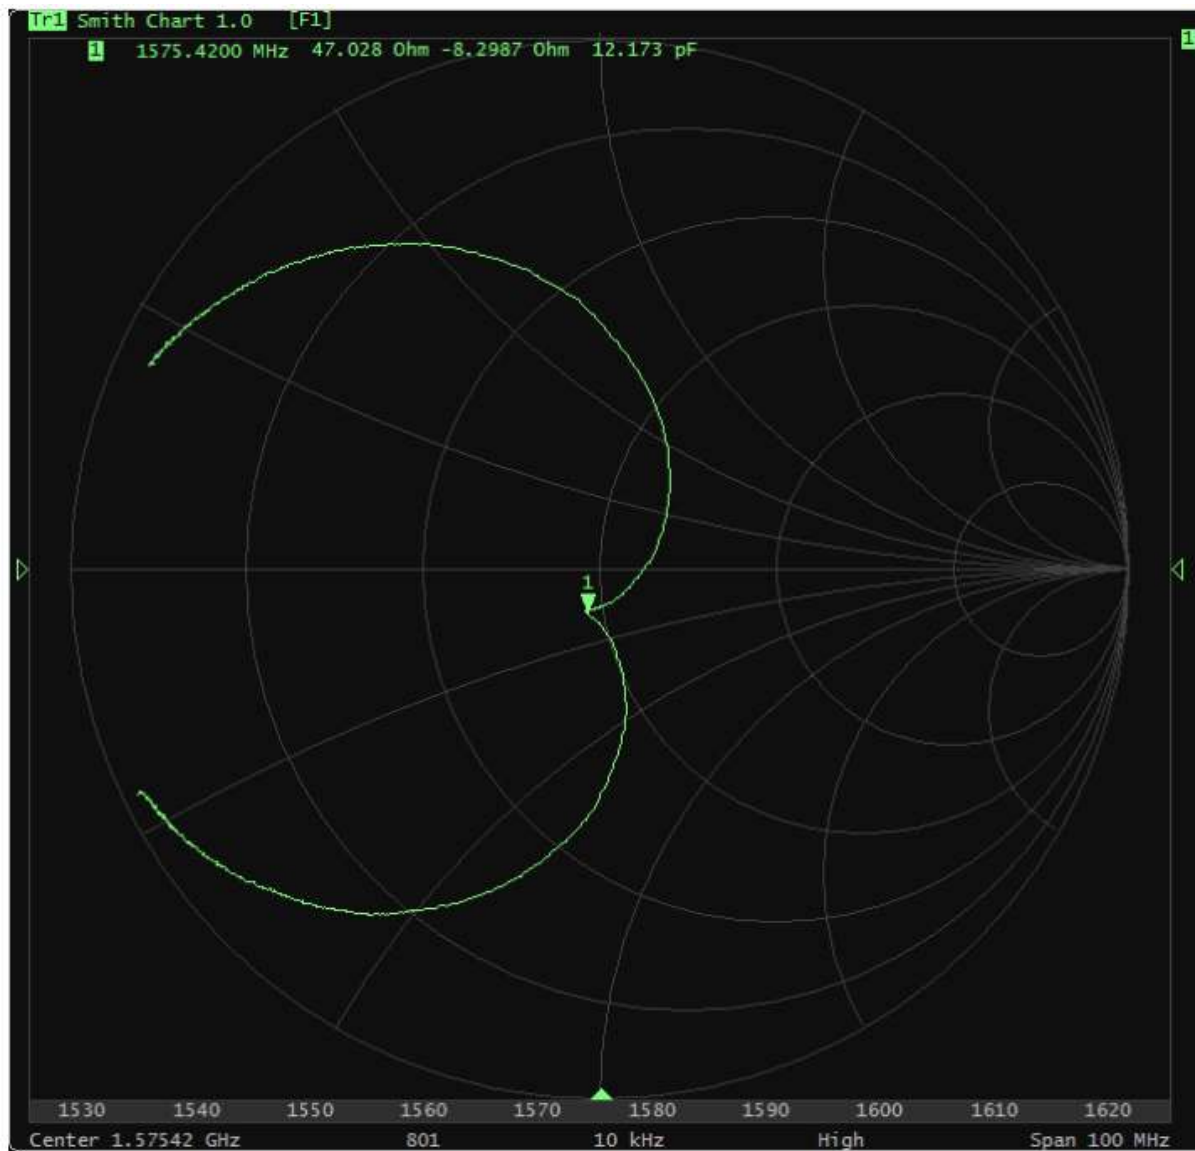 Tr1 Smith Chart 1.0 [F1]
1 1575.4200 MHz 47.028 Ohm -8.2987 Ohm 12.173 pF
1
1
1530 1540 1550 1560 1570 1580 1590 1600 1610 1620
Center 1.57542 GHz 801 10 kHz High Span 100 MHz